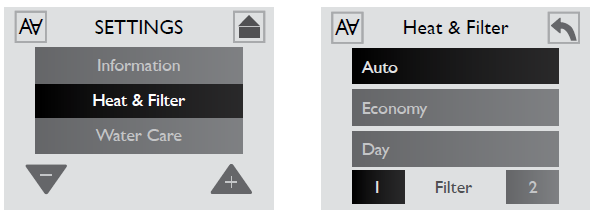 AA SETTINGS
Information
Heat & Filter
Water Care
− +
AA Heat & Filter
Auto
Economy
Day
1 Filter 2